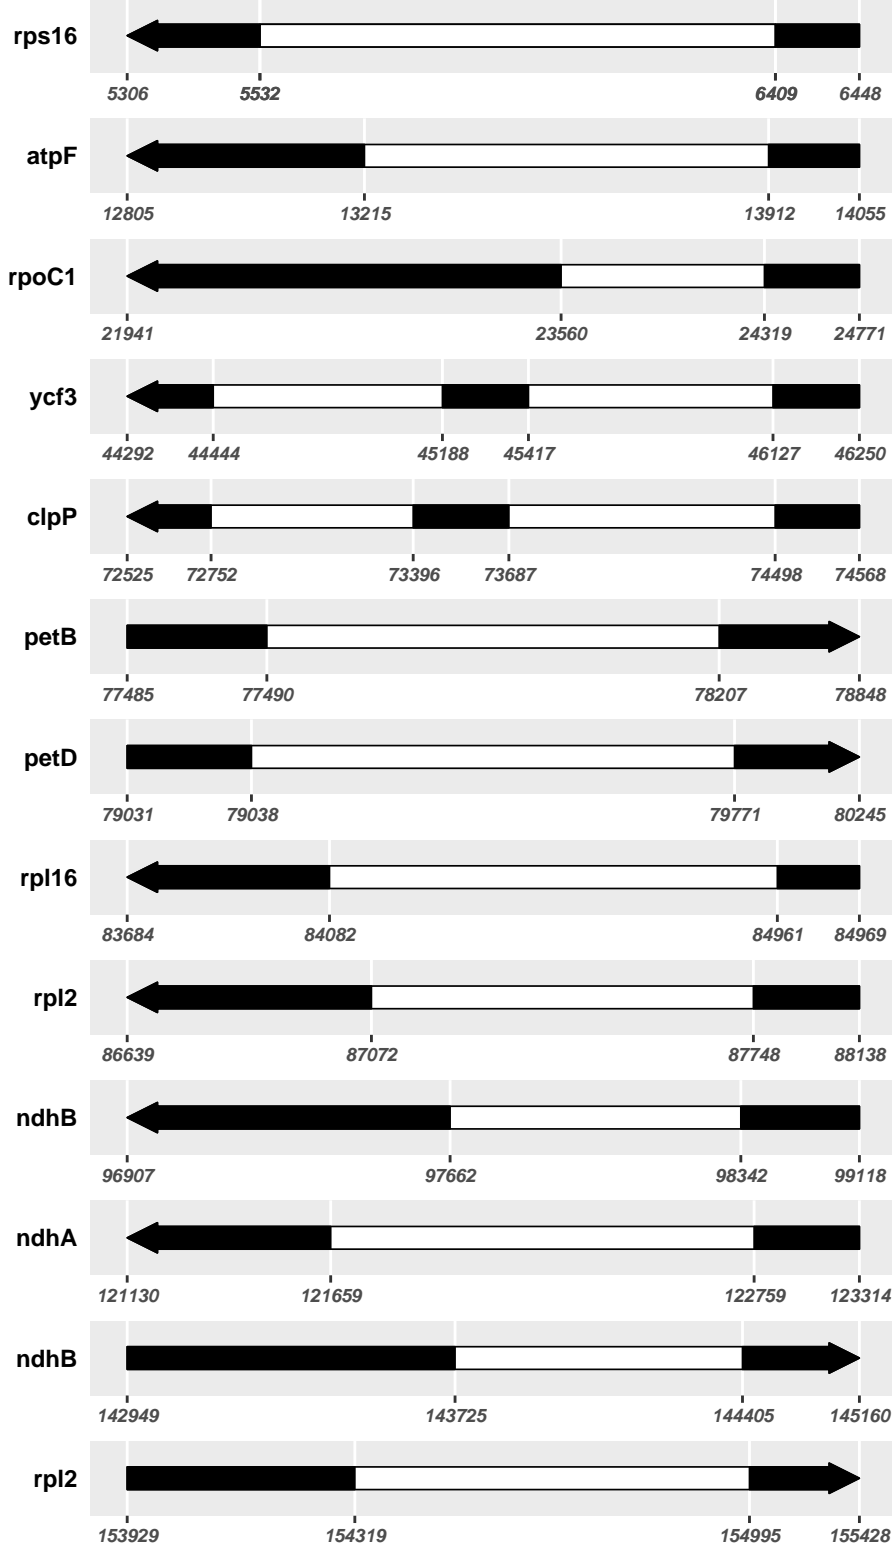 rps16
5306 5532 6409 6448
atpF
12805 13215 13912 14055
rpoC1
21941 23560 24319 24771
ycf3
44292 44444 45188 45417 46127 46250
clpP
72525 72752 73396 73687 74498 74568
petB
77485 77490 78207 78848
petD
79031 79038 79771 80245
rpl16
83684 84082 84961 84969
rpl2
86639 87072 87748 88138
ndhB
96907 97662 98342 99118
ndhA
121130 121659 122759 123314
ndhB
142949 143725 144405 145160
rpl2
153929 154319 154995 155428